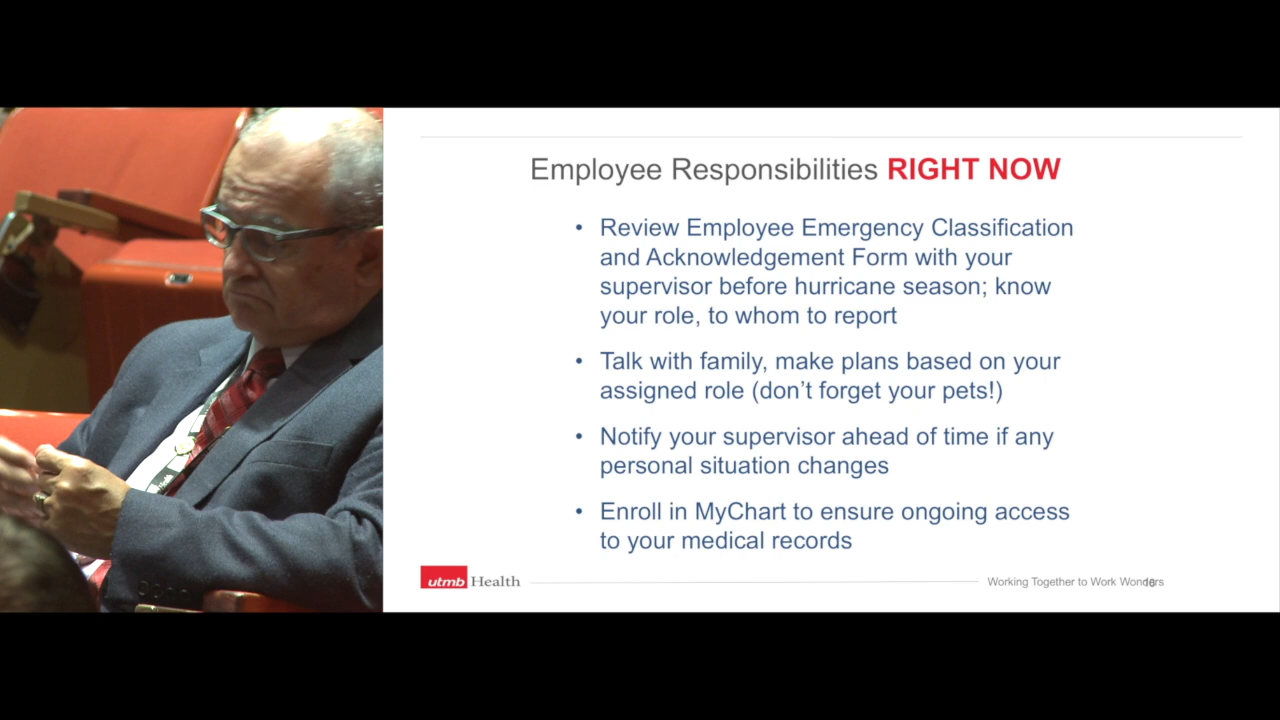 Employee Responsibilities RIGHT NOW
• Review Employee Emergency Classification
and Acknowledgement Form with your
supervisor before hurricane season; know
your role, to whom to report
• Talk with family, make plans based on your
assigned role (don’t forget your pets!)
• Notify your supervisor ahead of time if any
personal situation changes
• Enroll in MyChart to ensure ongoing access
to your medical records
utmb Health
Working Together to Work Wonders
Health